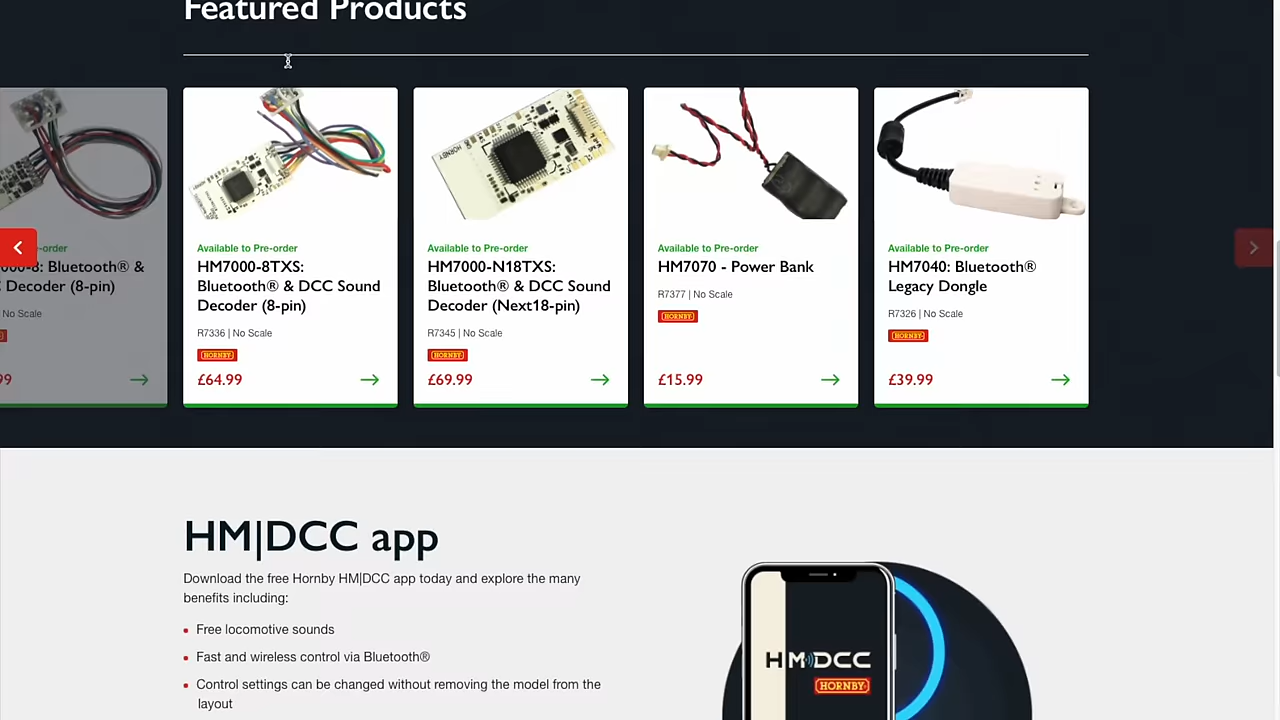 Featured Products
-order
000-8: Bluetooth® &
C Decoder (8-pin)
No Scale
99
Available to Pre-order
HM7000-8TXS:
Bluetooth® & DCC Sound
Decoder (8-pin)
R7336 | No Scale
HORNBY
£64.99
Available to Pre-order
HM7000-N18TXS:
Bluetooth® & DCC Sound
Decoder (Next18-pin)
R7345 | No Scale
HORNBY
£69.99
Available to Pre-order
HM7070 - Power Bank
R7377 | No Scale
HORNBY
£15.99
Available to Pre-order
HM7040: Bluetooth®
Legacy Dongle
R7326 | No Scale
HORNBY
£39.99
HORNBY
HM|DCC app
Download the free Hornby HM|DCC app today and explore the many
benefits including:
Free locomotive sounds
Fast and wireless control via Bluetooth®
Control settings can be changed without removing the model from the
layout
HM DCC
HORNBY